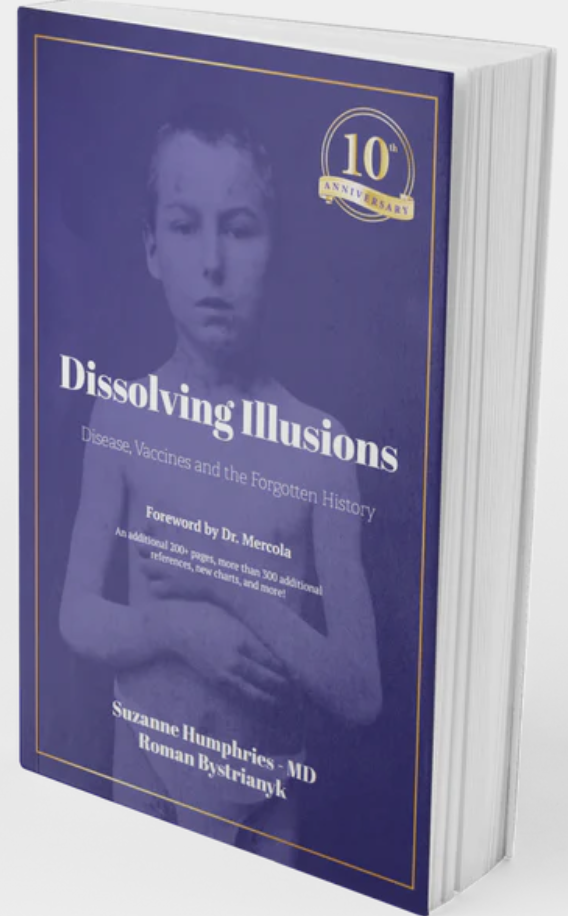 10th
ANNIVERSARY
Dissolving Illusions
Disease, Vaccines and the Forgotten History
Foreword by Dr. Mercola
An additional 200+ pages, more than 300 additional
references, new charts, and more!
Suzanne Humphries - MD
Roman Bystrianyk